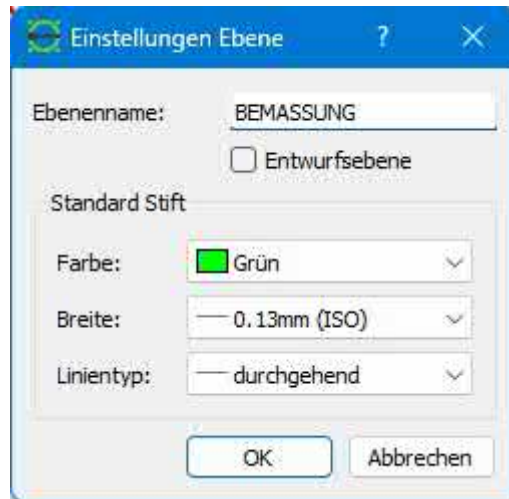 Einstellungen Ebene ?
Ebenenname: BEMASSUNG
Entwurfsebene
Standard Stift
Farbe: Grün
Breite: 0.13mm (ISO)
Linientyp: durchgehend
OK Abbrechen